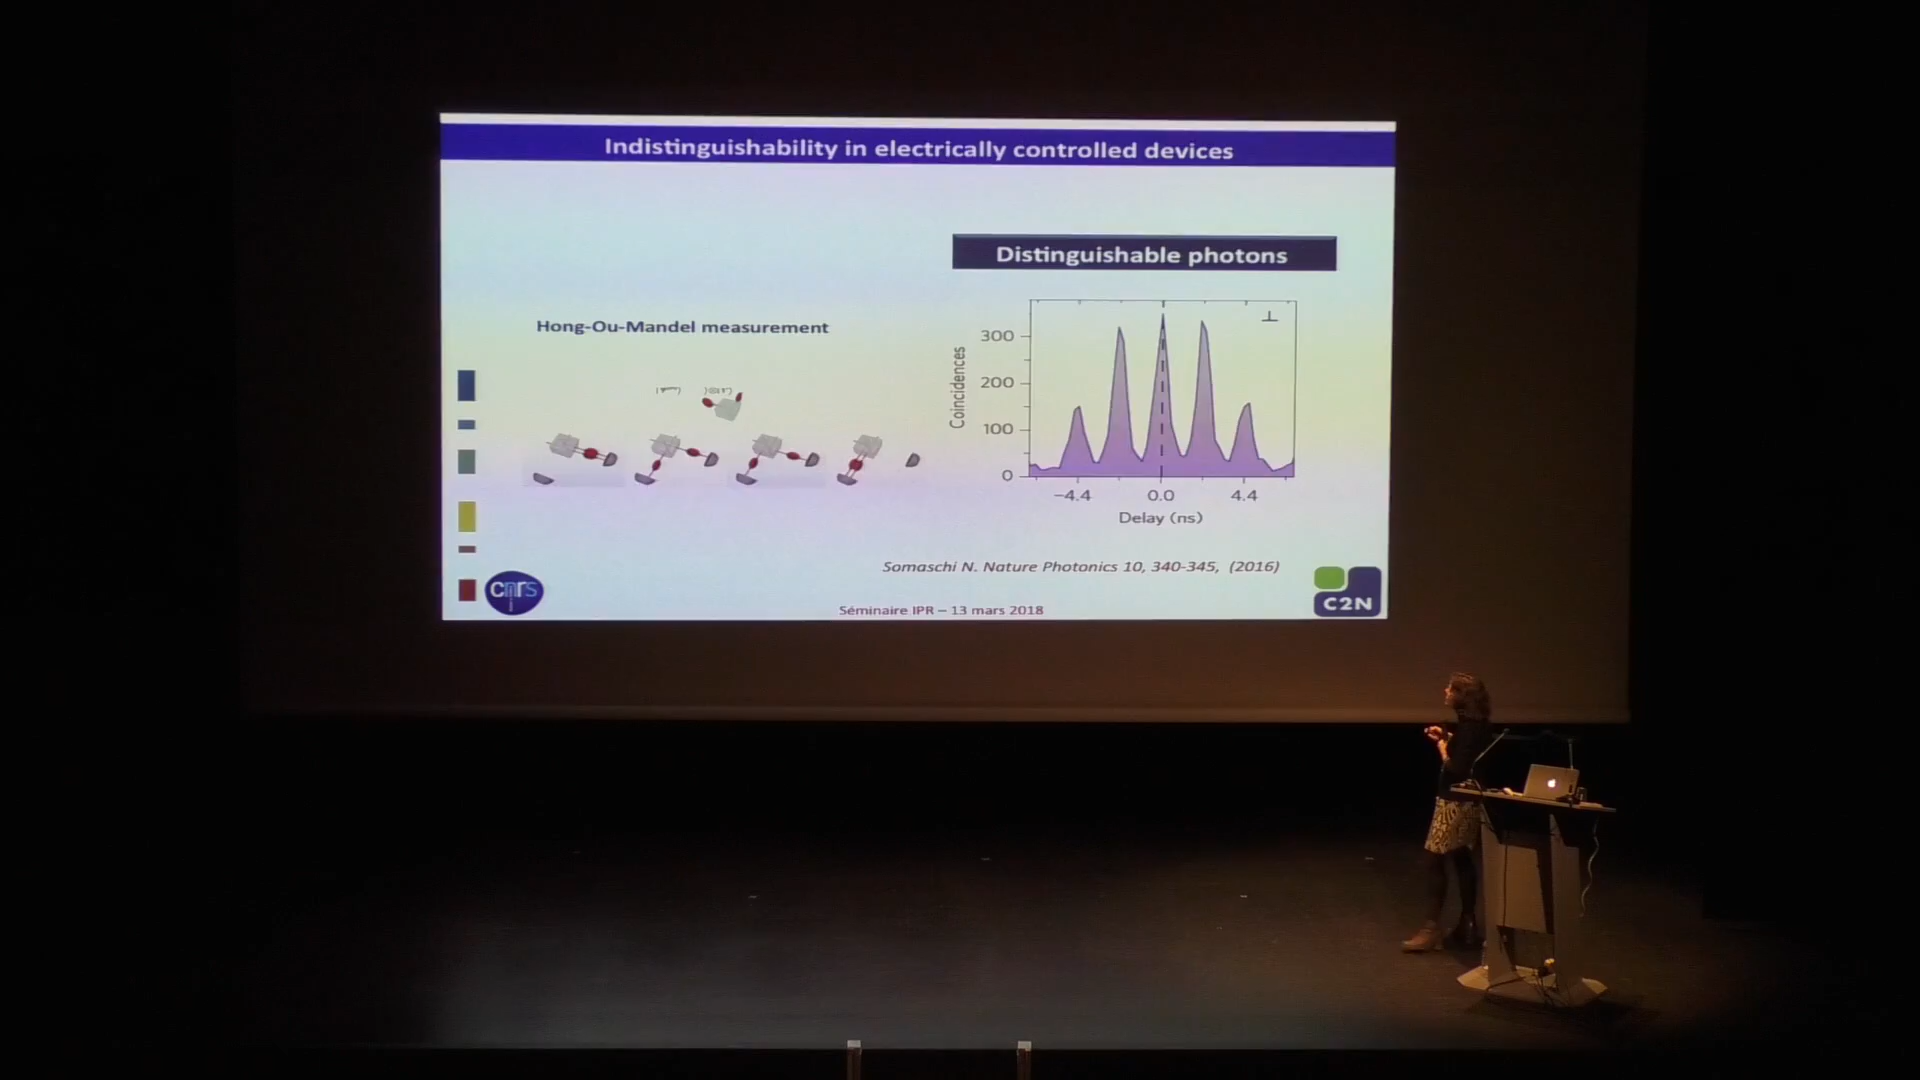 Indistinguishability in electrically controlled devices
Distinguishable photons
Hong-Ou-Mandel measurement
⊥
Coincidences
300
200
100
0
−4.4
0.0
4.4
Delay (ns)
Somaschi N. Nature Photonics 10, 340-345, (2016)
cnrs
Séminaire IPR – 13 mars 2018
C2N